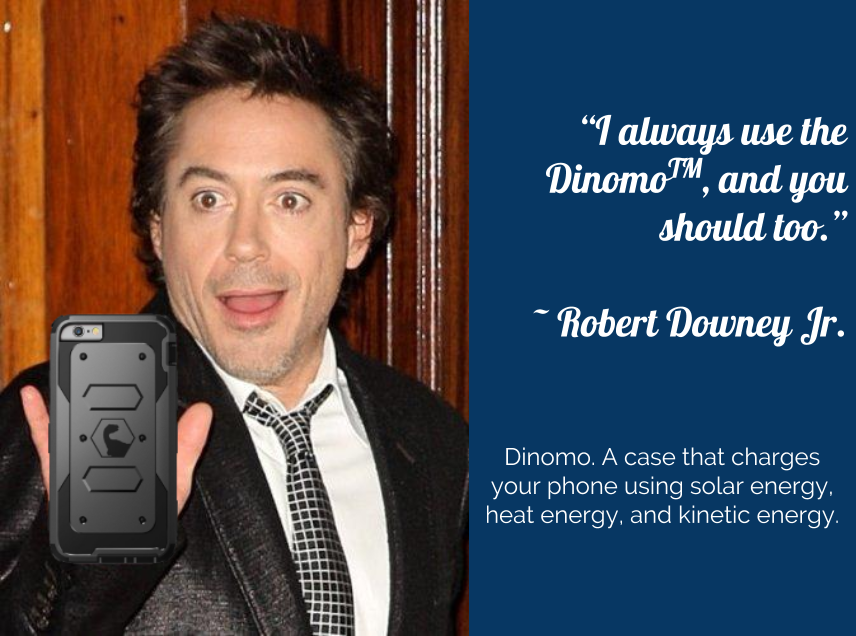 “I always use the
Dinomo™, and you
should too.”
~ Robert Downey Jr.
Dinomo. A case that charges
your phone using solar energy,
heat energy, and kinetic energy.